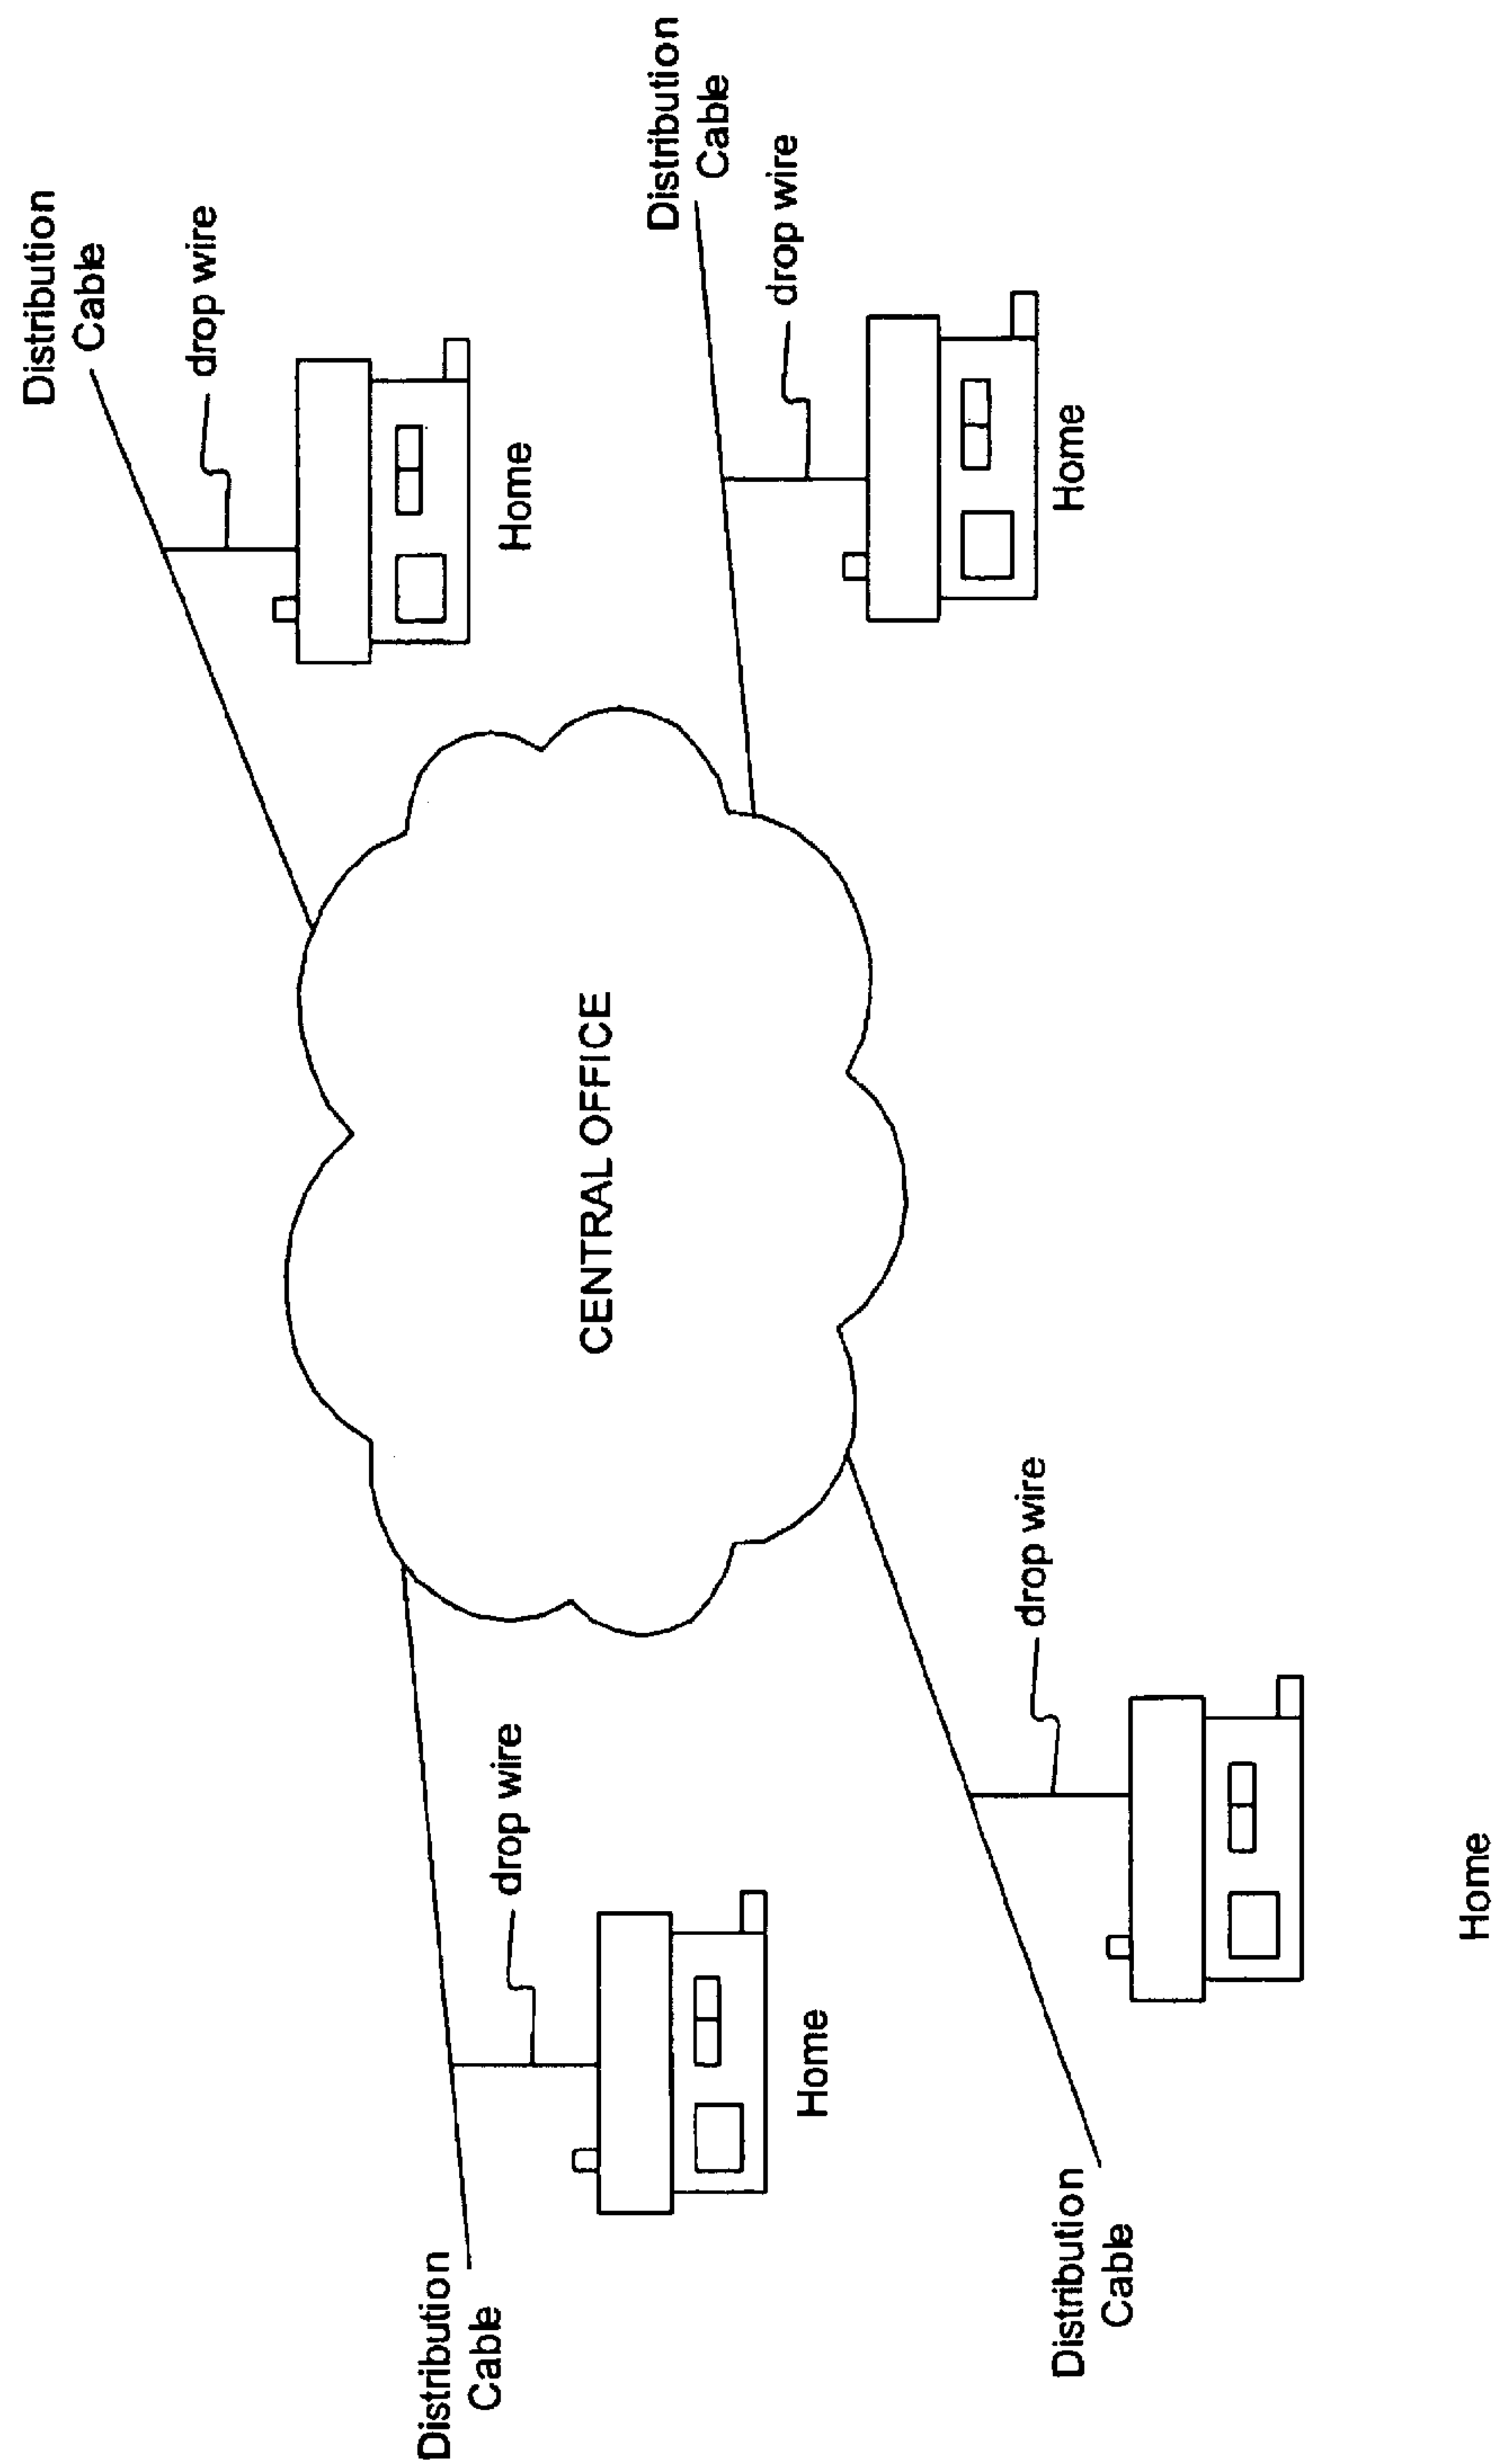 Distribution
Cable
drop wire
Distribution
Cable
drop wire
Home
CENTRAL OFFICE
Distribution
Cable
drop wire
Home
drop wire
Home
Distribution
Cable
Home